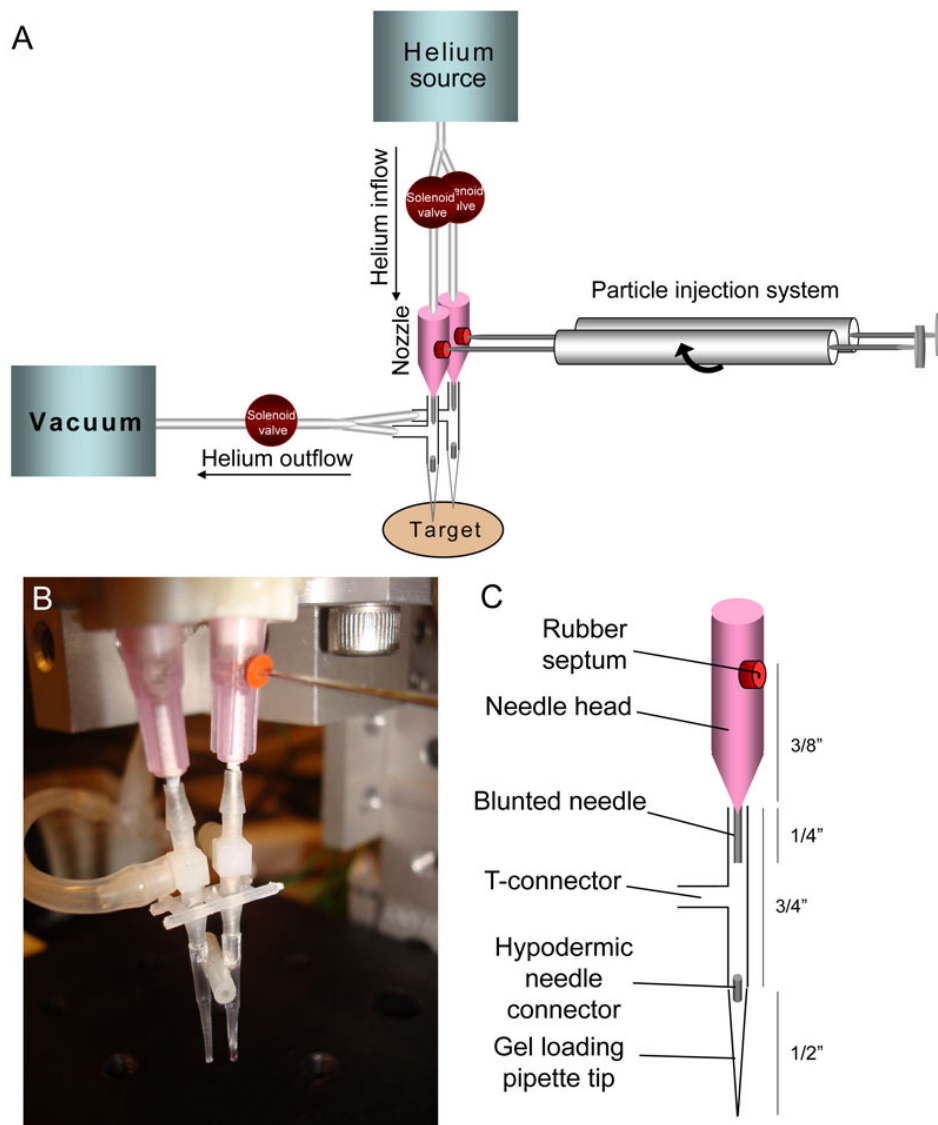 A
Helium
source
Helium inflow
Solenoid
valve
enoid
alve
Nozzle
Particle injection system
Vacuum
Solenoid
valve
Helium outflow
Target
B
C
Rubber
septum
Needle head
3/8”
Blunted needle
1/4”
T-connector
3/4”
Hypodermic
needle
connector
Gel loading
pipette tip
1/2”